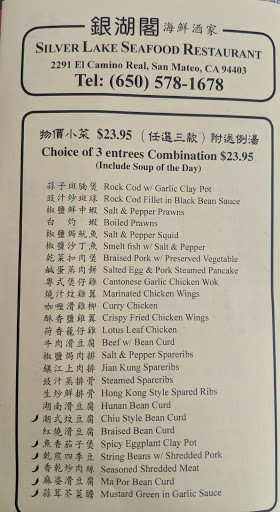 銀湖閣 海鮮酒家
SILVER LAKE SEAFOOD RESTAURANT
2291 El Camino Real, San Mateo, CA 94403
Tel: (650) 578-1678
物價小菜 $23.95 (任選三款) 附送例湯
Choice of 3 entrees Combination $23.95
(Include Soup of the Day)
蒜子斑腩煲 Rock Cod w/ Garlic Clay Pot
豉汁炒斑球 Rock Cod Fillet in Black Bean Sauce
椒鹽鮮中蝦 Salt & Pepper Prawns
白灼蝦 Boiled Prawns
椒鹽焗魷魚 Salt & Pepper Squid
椒鹽沙丁魚 Smelt fish w/ Salt & Pepper
乾菜扣肉煲 Braised Pork w/ Preserved Vegetable
鹹蛋蒸肉餅 Salted Egg & Pork Steamed Pancake
粵式煲仔雞 Cantonese Garlic Clicken Wok
燒汁炆雞翼 Marinated Chicken Wings
咖喱滑雞柳 Curry Chicken
酥香鹽雞翼 Crispy Fried Chicken Wings
荷香籠仔雞 Lotus Leaf Chicken
牛肉滑豆腐 Beef w/ Bean Curd
椒鹽焗肉排 Salt & Pepper Spareribs
鎮江上肉排 Jian Kung Spareribs
豉汁蒸排骨 Steamed Spareribs
生炒鮮排骨 Hong Kong Style Spared Ribs
湖南滑豆腐 Hunan Bean Curd
潮式炆豆腐 Chiu Style Bean Curd
紅燒滑豆腐 Braised Bean Curd
魚香茄子煲 Spicy Eggplant Clay Pot
乾煎四季豆 String Beans w/ Shredded Pork
香乾炒肉絲 Seasoned Shredded Meat
麻婆滑豆腐 Ma Por Bean Curd
蒜茸芥菜膽 Mustard Green in Garlic Sauce